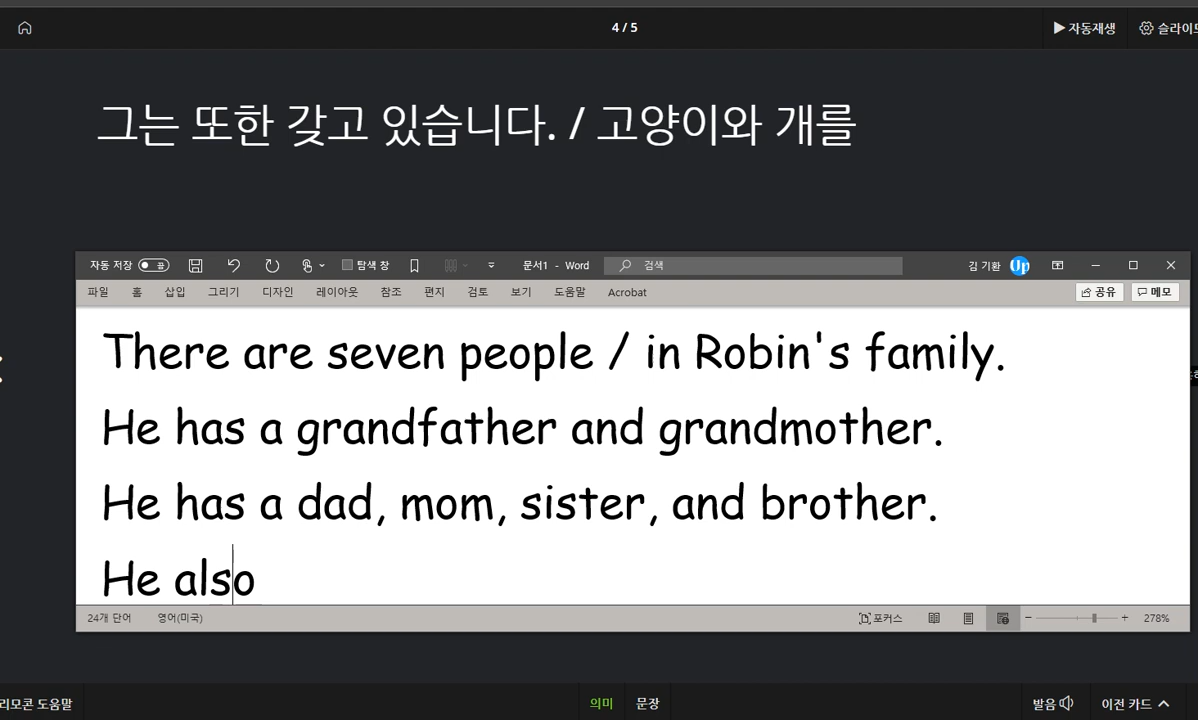 4 / 5
▶자동재생
슬라이드
그는 또한 갖고 있습니다. / 고양이와 개를
자동 저장 끔 탐색 창 문서1 - Word 검색 김 기환 Up
파일 홈 삽입 그리기 디자인 레이아웃 참조 편지 검토 보기 도움말 Acrobat 공유 메모
There are seven people / in Robin's family.
He has a grandfather and grandmother.
He has a dad, mom, sister, and brother.
He also
24개 단어 영어(미국) 포커스 − + 278%
리모콘 도움말 의미 문장 발음 이전 카드